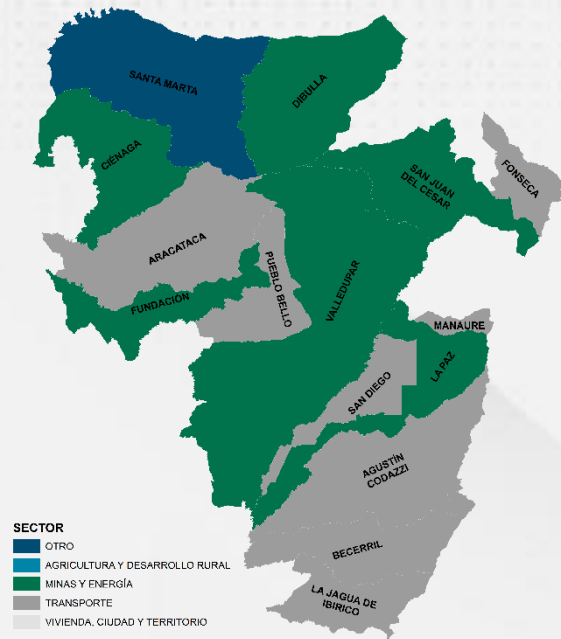 SANTA MARTA
DIBULLA
CIÉNAGA
SAN JUAN
DEL CESAR
FONSECA
ARACATACA
PUEBLO BELLO
VALLEDUPAR
FUNDACIÓN
MANAURE
LA PAZ
SAN DIEGO
AGUSTÍN
CODAZZI
BECERRIL
LA JAGUA DE
IBIRICO
SECTOR
OTRO
AGRICULTURA Y DESARROLLO RURAL
MINAS Y ENERGÍA
TRANSPORTE
VIVIENDA, CIUDAD Y TERRITORIO